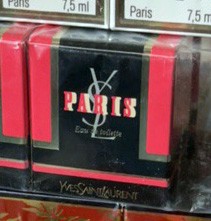 Paris 7,5 ml
Paris 7,5 m
YSL
PARIS
Eau de toilette
YVES SAINT LAURENT